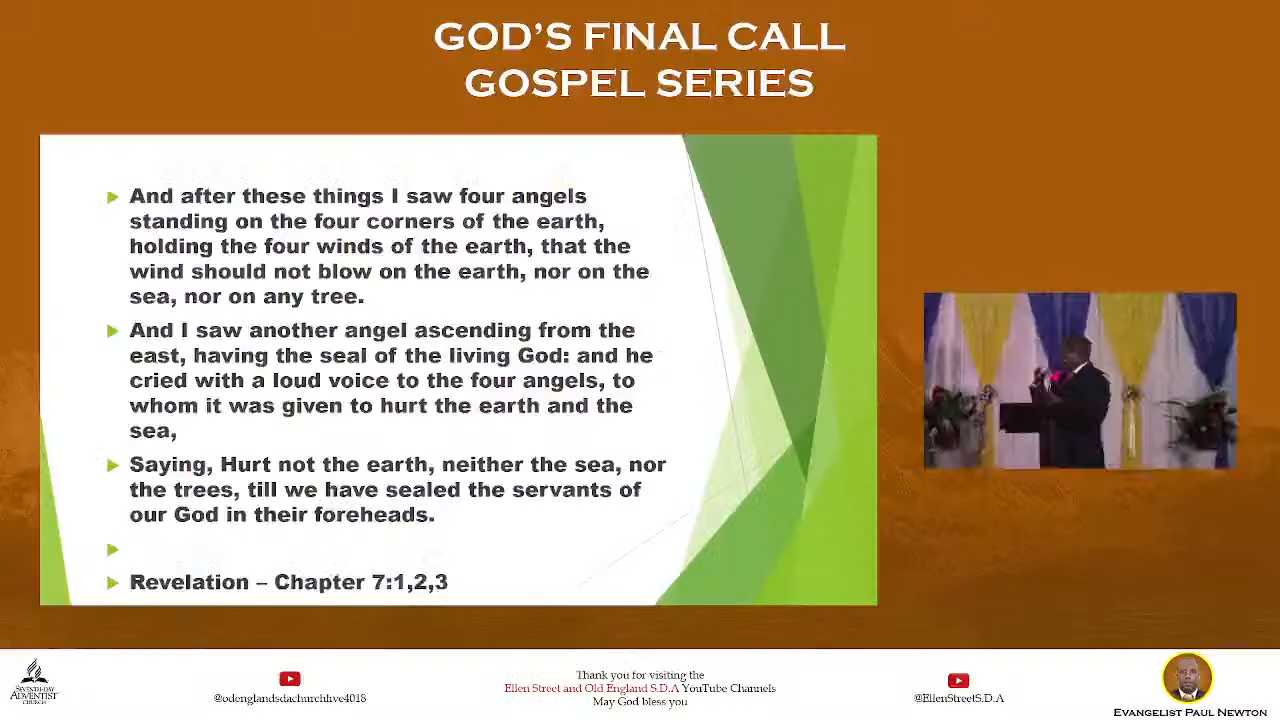 GOD'S FINAL CALL
GOSPEL SERIES
And after these things I saw four angels
standing on the four corners of the earth,
holding the four winds of the earth, that the
wind should not blow on the earth, nor on the
sea, nor on any tree.
And I saw another angel ascending from the
east, having the seal of the living God: and he
cried with a loud voice to the four angels, to
whom it was given to hurt the earth and the
sea,
Saying, Hurt not the earth, neither the sea, nor
the trees, till we have sealed the servants of
our God in their foreheads.
Revelation – Chapter 7:1,2,3
SEVENTH-DAY
ADVENTIST
CHURCH
@odenglandsdachurchhve4018
Thank you for visiting the
Ellen Street and Old England S.D.A YouTube Channels
May God bless you
@EllenStreetS.D.A
EVANGELIST PAUL NEWTON